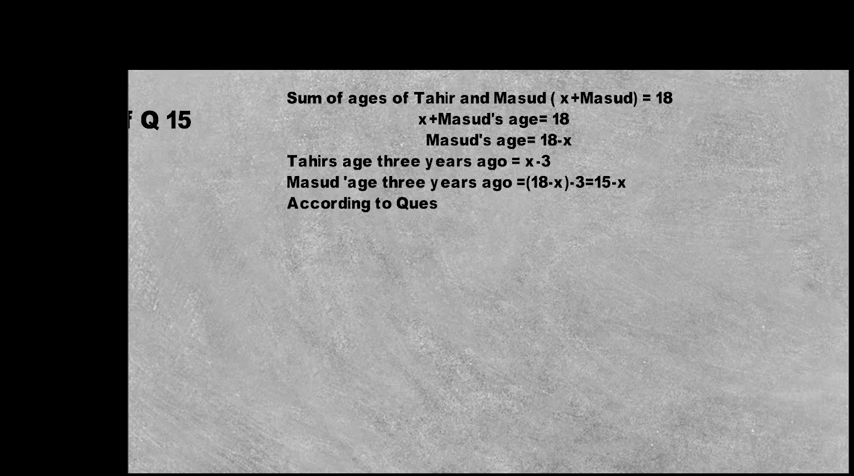 f Q 15
Sum of ages of Tahir and Masud ( x+Masud) = 18
x+Masud's age= 18
Masud's age= 18-x
Tahirs age three years ago = x-3
Masud 'age three years ago =(18-x)-3=15-x
According to Ques